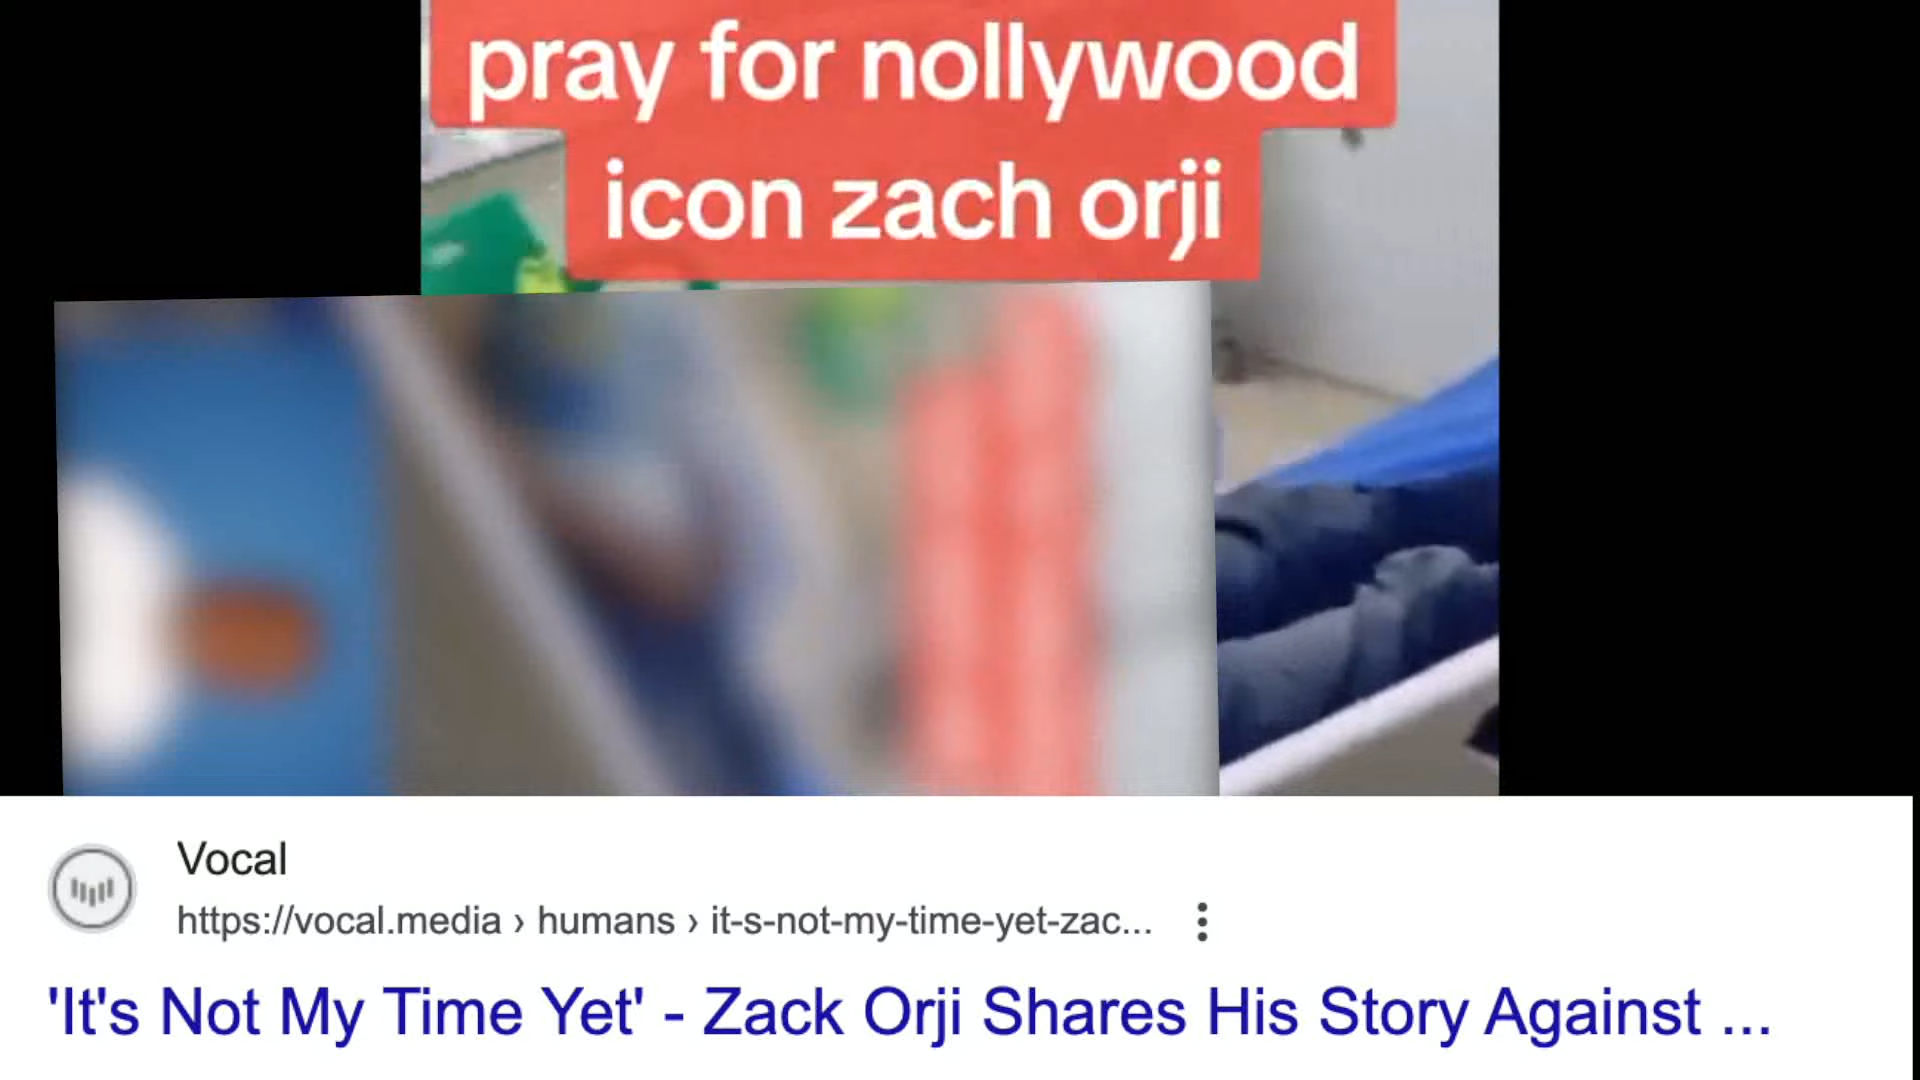 pray for nollywood
icon zach orji
Vocal
https://vocal.media › humans › it-s-not-my-time-yet-zac...
'It's Not My Time Yet' - Zack Orji Shares His Story Against ...